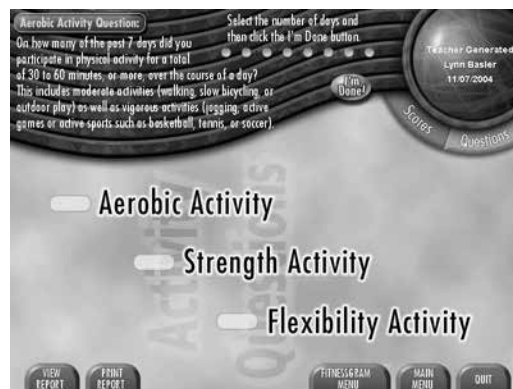 Aerobic Activity Question:
On how many of the past 7 days did you
participate in physical activity for a total
of 30 to 60 minutes, or more, over the course of a day?
This includes moderate activities (walking, slow bicycling, or
outdoor play) as well as vigorous activities (jogging, active
games or active sports such as basketball, tennis, or soccer).
Select the number of days and
then click the I'm Done button.
I'm
Done!
Teacher Generated
Lynn Basler
11/07/2004
Scores
Questions
Activity
Questions
Aerobic Activity
Strength Activity
Flexibility Activity
VIEW
REPORT
PRINT
REPORT
FITNESSGRAM
MENU
MAIN
MENU
QUIT